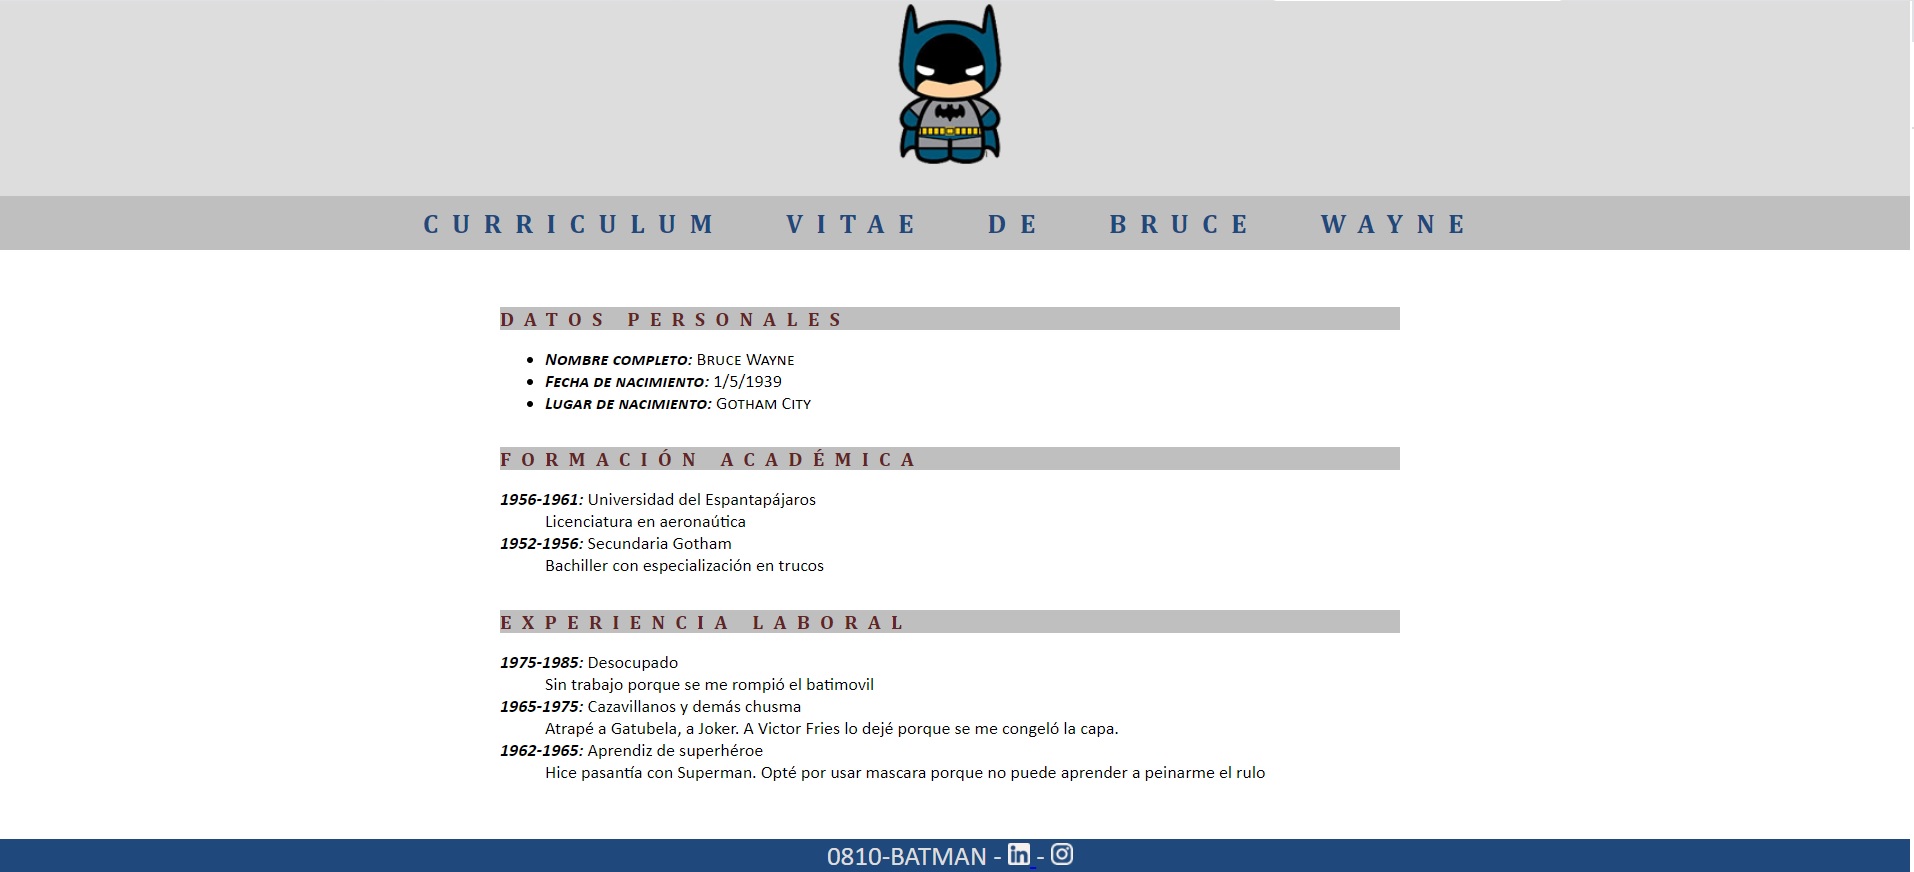 CURRICULUM VITAE DE BRUCE WAYNE
DATOS PERSONALES
• Nombre completo: Bruce Wayne
• Fecha de nacimiento: 1/5/1939
• Lugar de nacimiento: Gotham City
FORMACIÓN ACADÉMICA
1956-1961: Universidad del Espantapájaros
Licenciatura en aeronaútica
1952-1956: Secundaria Gotham
Bachiller con especialización en trucos
EXPERIENCIA LABORAL
1975-1985: Desocupado
Sin trabajo porque se me rompió el batimovil
1965-1975: Cazavillanos y demás chusma
Atrapé a Gatubela, a Joker. A Victor Fries lo dejé porque se me congeló la capa.
1962-1965: Aprendiz de superhéroe
Hice pasantía con Superman. Opté por usar mascara porque no puede aprender a peinarme el rulo
0810-BATMAN - in -